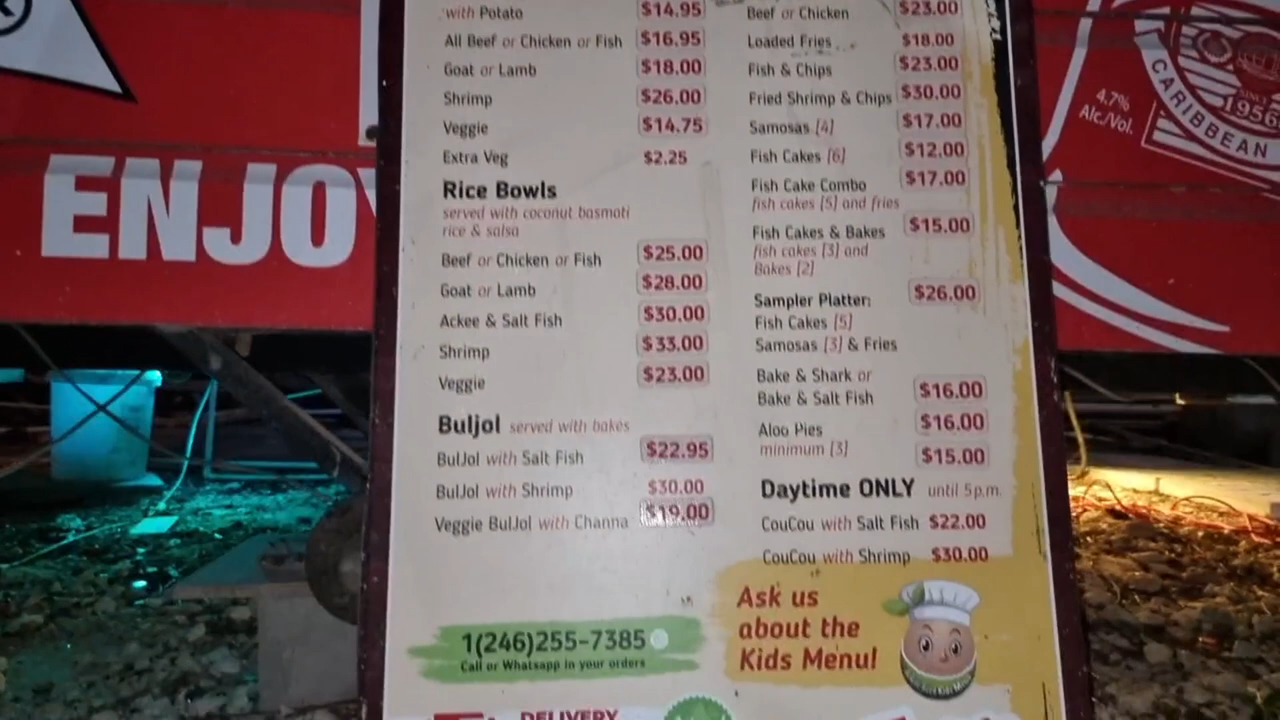 with Potato $14.95
All Beef or Chicken or Fish $16.95
Goat or Lamb $18.00
Shrimp $26.00
Veggie $14.75
Extra Veg $2.25
Rice Bowls
served with coconut basmati
rice & salsa
Beef or Chicken or Fish $25.00
Goat or Lamb $28.00
Ackee & Salt Fish $30.00
Shrimp $33.00
Veggie $23.00
Buljol served with bakes
BulJol with Salt Fish $22.95
BulJol with Shrimp $30.00
Veggie BulJol with Channa $19.00
1(246)255-7385
Call or Whatsapp in your orders
DELIVERY
Beef or Chicken $23.00
Loaded Fries $18.00
Fish & Chips $23.00
Fried Shrimp & Chips $30.00
Samosas [4] $17.00
Fish Cakes [6] $12.00
Fish Cake Combo $17.00
fish cakes [5] and fries
Fish Cakes & Bakes $15.00
fish cakes [3] and
Bakes [2]
Sampler Platter: $26.00
Fish Cakes [5]
Samosas [3] & Fries
Bake & Shark or $16.00
Bake & Salt Fish $16.00
Aloo Pies $15.00
minimum [3]
Daytime ONLY until 5p.m.
CouCou with Salt Fish $22.00
CouCou with Shrimp $30.00
Ask us
about the
Kids Menu!
ENJOY
4.7%
Alc./Vol.
SINCE
1956
CARIBBEAN